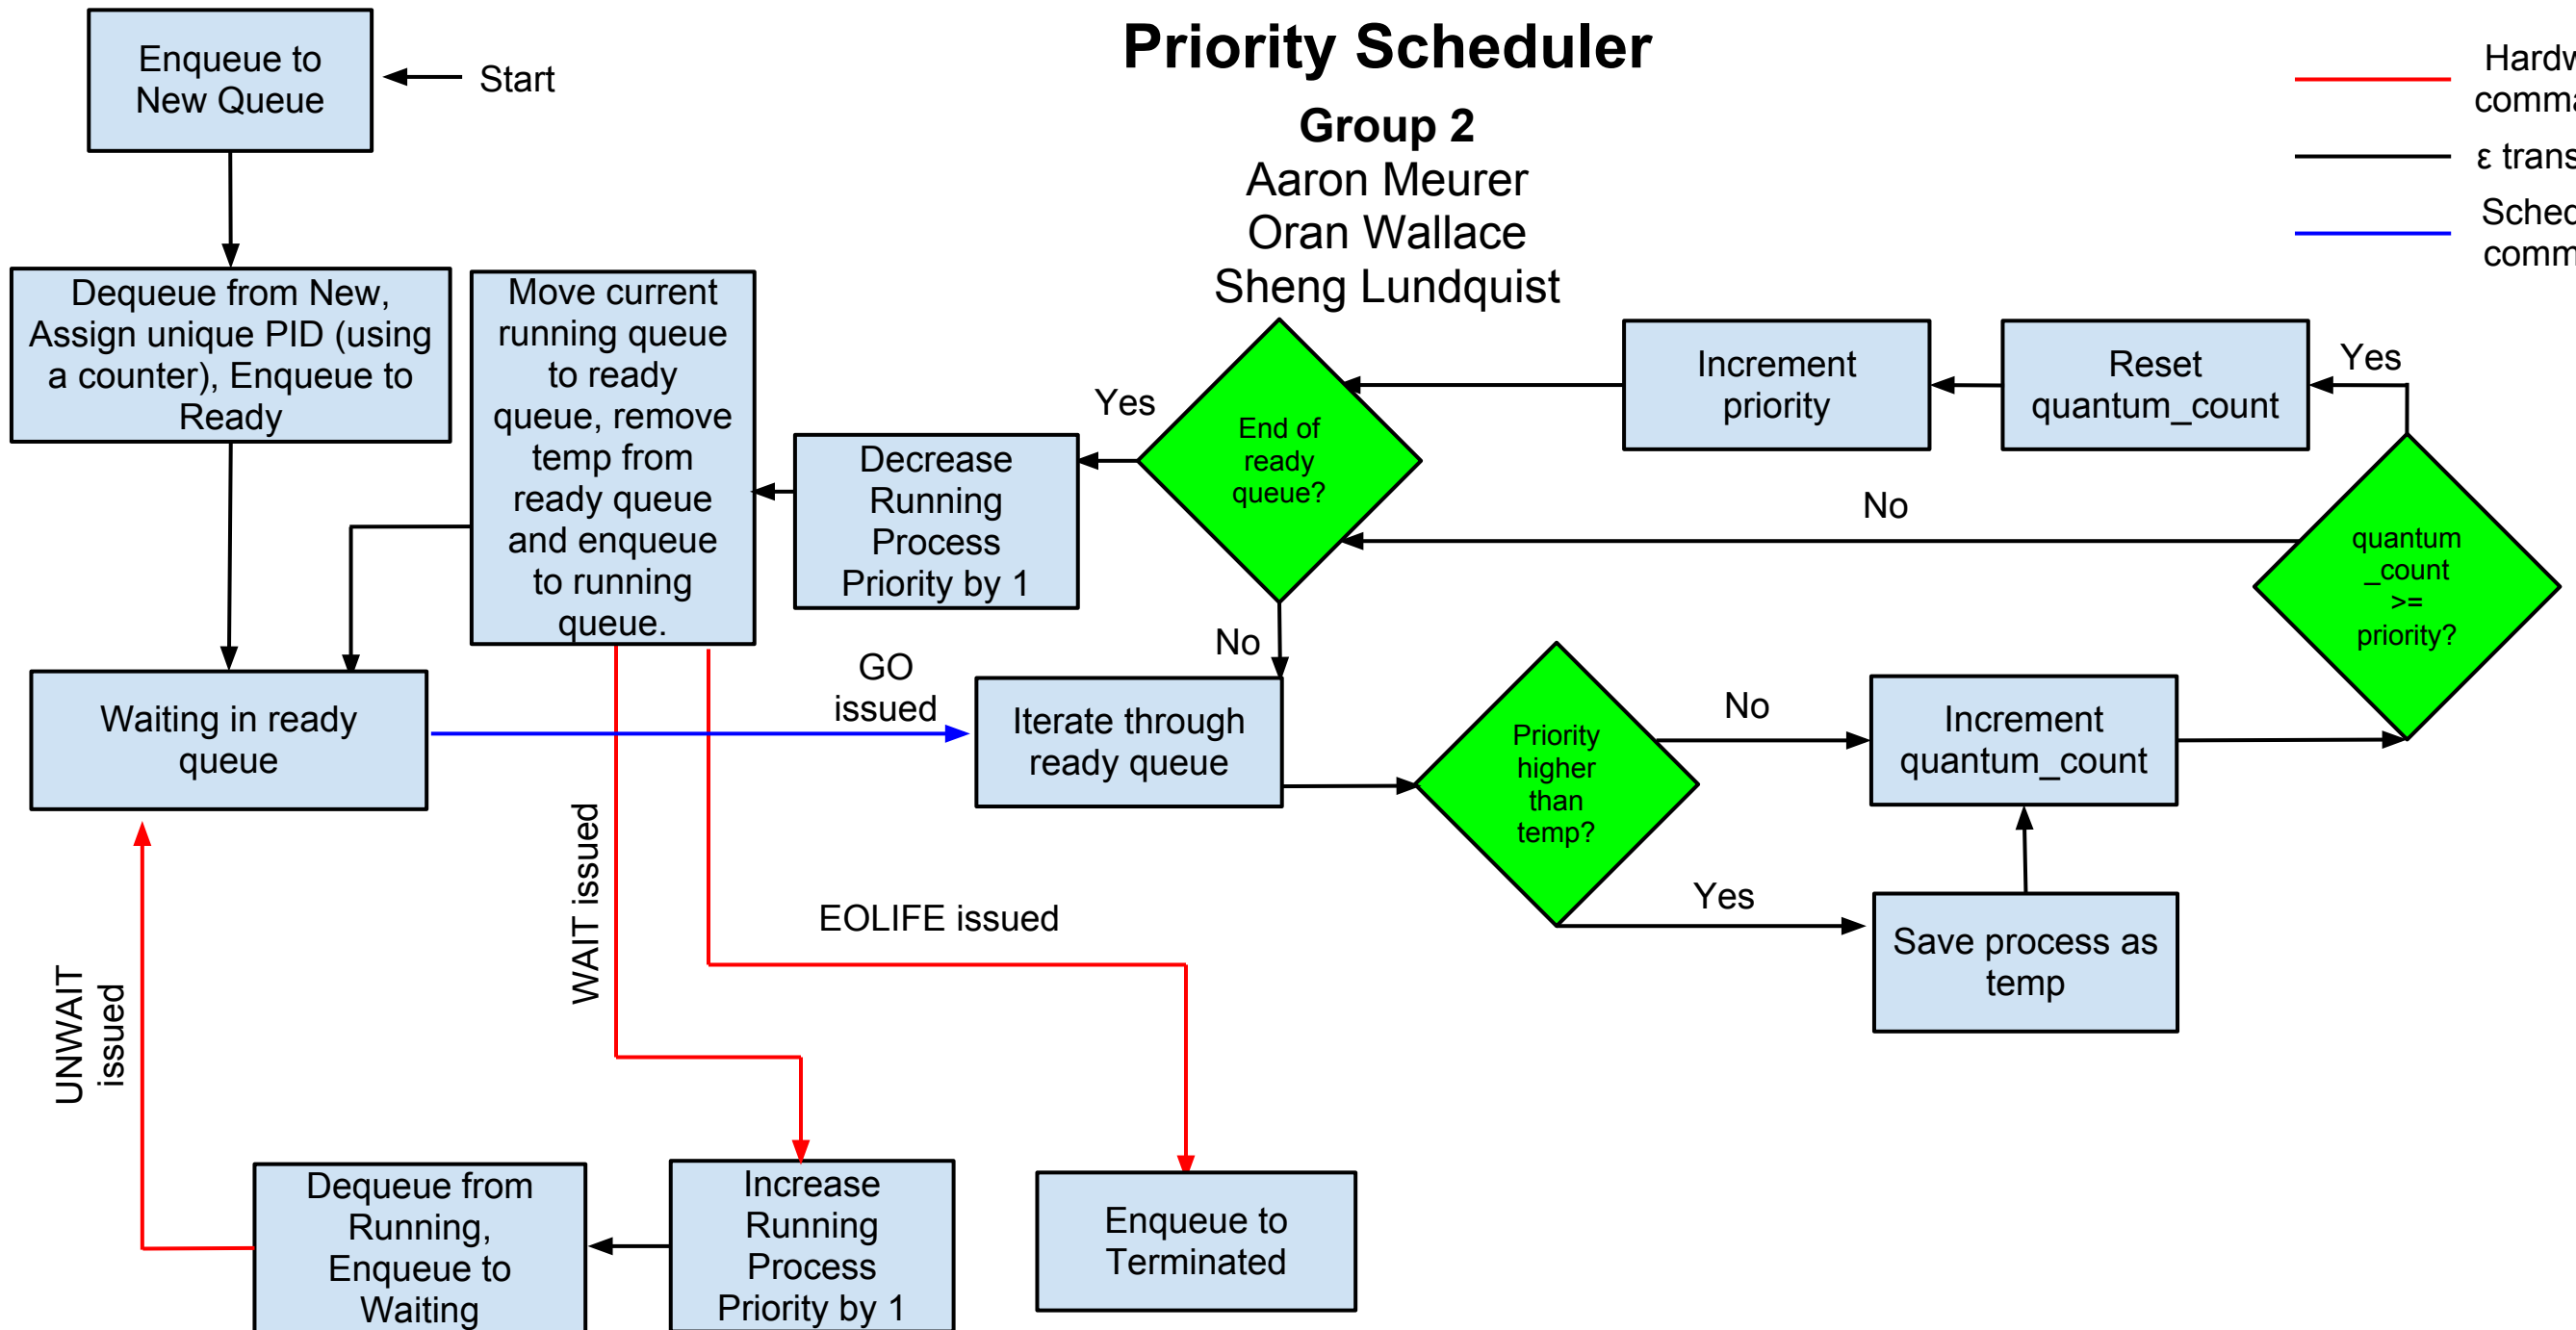 Priority Scheduler
Group 2
Aaron Meurer
Oran Wallace
Sheng Lundquist
Enqueue to
New Queue
Start
ε
Dequeue from New,
Assign unique PID (using
a counter), Enqueue to
Ready
Move current
running queue
to ready
queue, remove
temp from
ready queue
and enqueue
to running
queue.
Decrease
Running
Process
Priority by 1
Yes
End of
ready
queue?
No
Increment
priority
Reset
quantum_count
Yes
No
quantum
_count
>=
priority?
Waiting in ready
queue
GO
issued
Iterate through
ready queue
Priority
higher
than
temp?
No
Increment
quantum_count
Yes
Save process as
temp
WAIT issued
EOLIFE issued
UNWAIT
issued
Dequeue from
Running,
Enqueue to
Waiting
Increase
Running
Process
Priority by 1
Enqueue to
Terminated